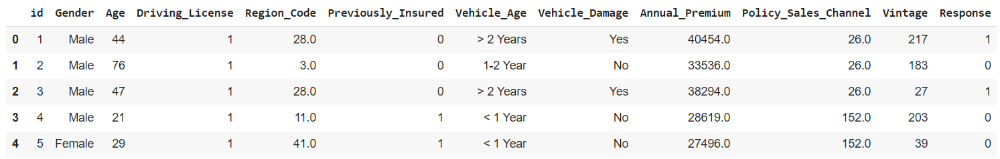 id Gender Age Driving_License Region_Code Previously_Insured Vehicle_Age Vehicle_Damage Annual_Premium Policy_Sales_Channel Vintage Response
0 1 Male 44 1 28.0 0 > 2 Years Yes 40454.0 26.0 217 1
1 2 Male 76 1 3.0 0 1-2 Year No 33536.0 26.0 183 0
2 3 Male 47 1 28.0 0 > 2 Years Yes 38294.0 26.0 27 1
3 4 Male 21 1 11.0 1 < 1 Year No 28619.0 152.0 203 0
4 5 Female 29 1 41.0 1 < 1 Year No 27496.0 152.0 39 0